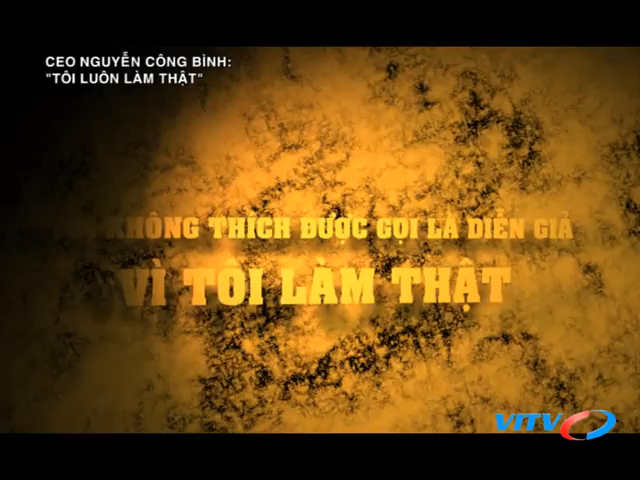 CEO NGUYỄN CÔNG BÌNH:
"TÔI LUÔN LÀM THẬT"
KHÔNG THÍCH ĐƯỢC GỌI LÀ DIỄN GIẢ
VÌ TÔI LÀM THẬT
VITV